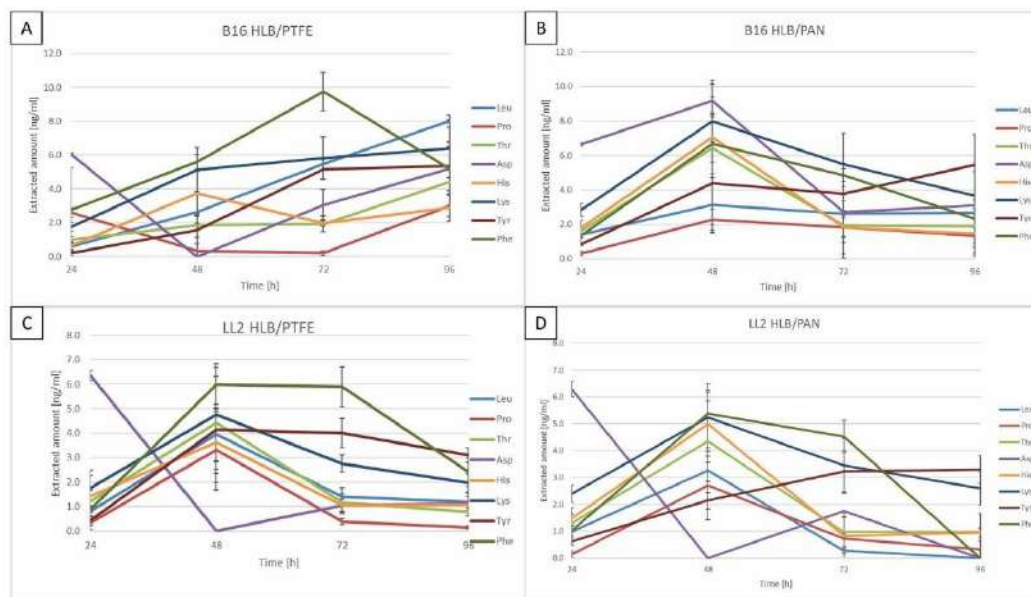 A
B16 HLB/PTFE
Extracted amount [ng/ml]
12.0
10.0
8.0
6.0
4.0
2.0
0.0
24
48
72
96
Time [h]
Leu
Pro
Thr
Asp
His
Lys
Tyr
Phe
B
B16 HLB/PAN
Extracted amount [ng/ml]
12.0
10.0
8.0
6.0
4.0
2.0
0.0
24
48
72
96
Time [h]
C
LL2 HLB/PTFE
Extracted amount [ng/ml]
8.0
7.0
6.0
5.0
4.0
3.0
2.0
1.0
0.0
24
48
72
96
Time [h]
Leu
Pro
Thr
Asp
His
Lys
Tyr
Phe
D
LL2 HLB/PAN
Extracted amount [ng/ml]
8.0
7.0
6.0
5.0
4.0
3.0
2.0
1.0
0.0
24
48
72
96
Time [h]